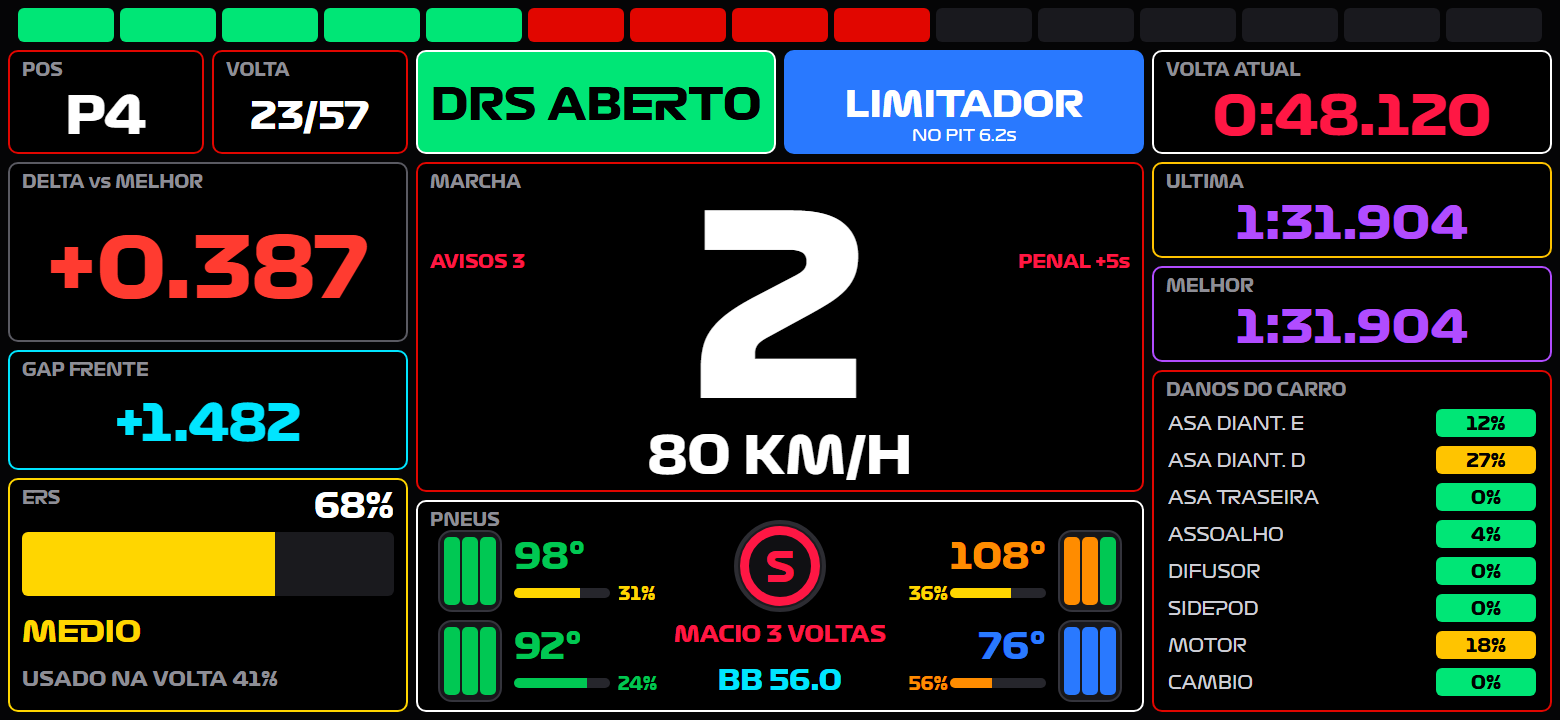 POS
P4
VOLTA
23/57
DRS ABERTO
LIMITADOR
NO PIT 6.2s
VOLTA ATUAL
0:48.120
DELTA vs MELHOR
+0.387
GAP FRENTE
+1.482
ERS
68%
MEDIO
USADO NA VOLTA 41%
MARCHA
AVISOS 3
2
PENAL +5s
80 KM/H
PNEUS
98°
31%
S
108°
36%
92°
24%
MACIO 3 VOLTAS
BB 56.0
76°
56%
ULTIMA
1:31.904
MELHOR
1:31.904
DANOS DO CARRO
ASA DIANT. E 12%
ASA DIANT. D 27%
ASA TRASEIRA 0%
ASSOALHO 4%
DIFUSOR 0%
SIDEPOD 0%
MOTOR 18%
CAMBIO 0%